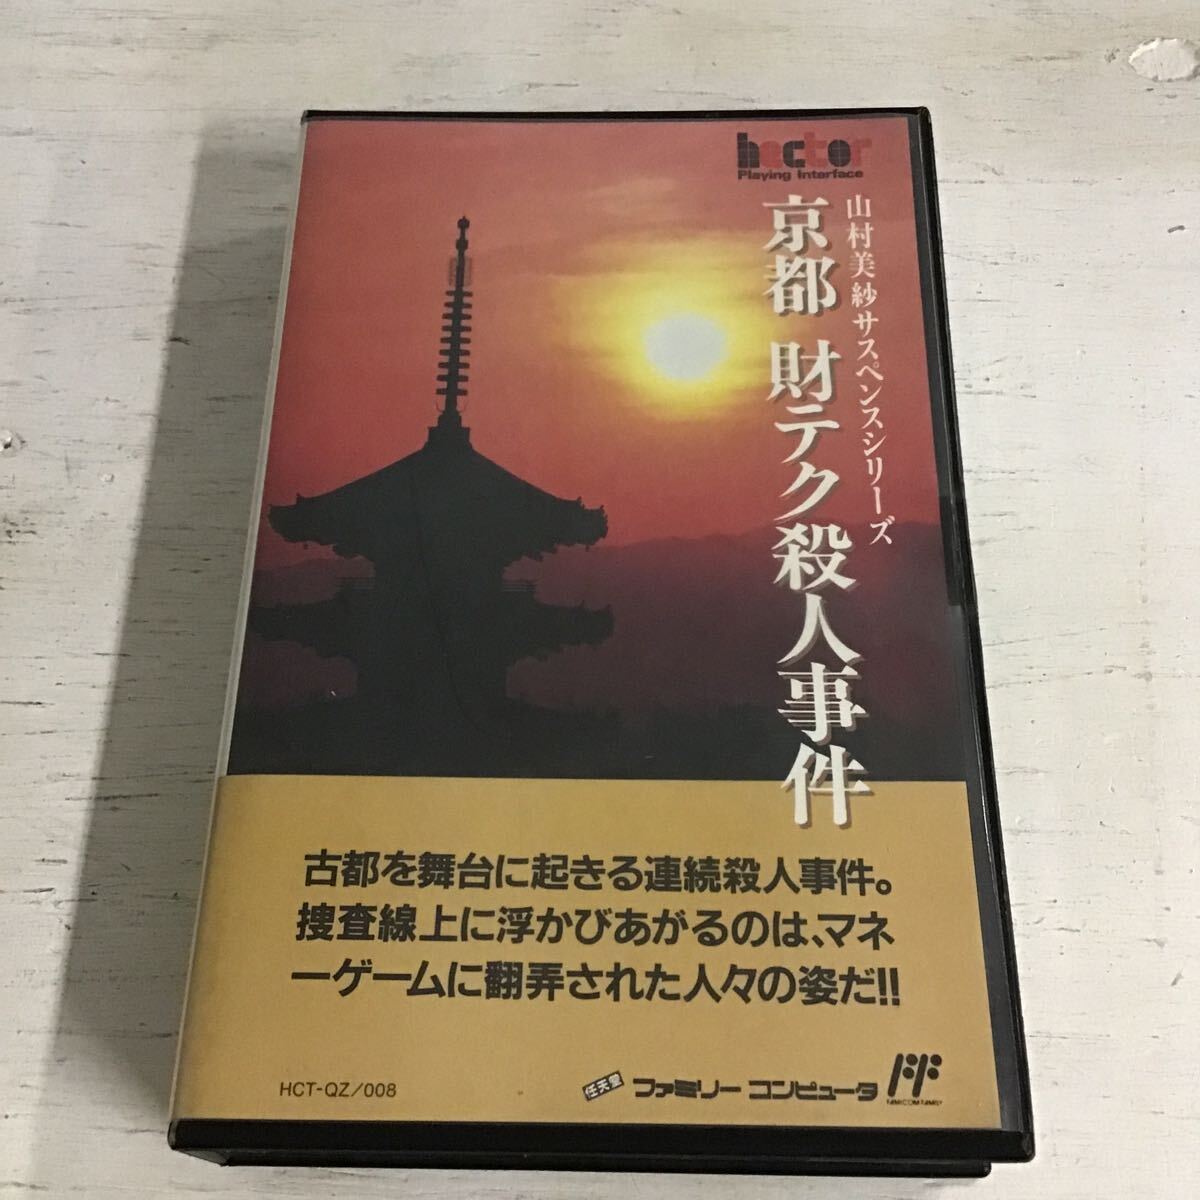 hector
Playing Interface
山村美紗サスペンスシリーズ
京都 財テク殺人事件
古都を舞台に起きる連続殺人事件。
捜査線上に浮かびあがるのは、マネ
ーゲームに翻弄された人々の姿だ!!
HCT-QZ/008
任天堂 ファミリー コンピュータ
FF
FAMICOM FAMILY